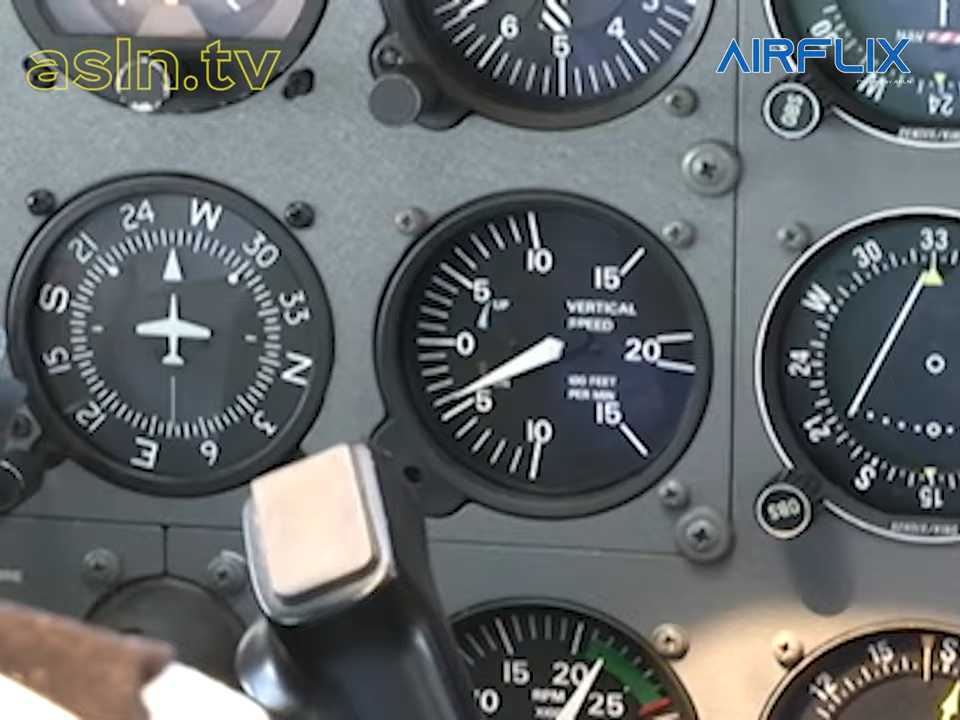 asln.tv
AIRFLIX
6 5 4
24
OBS
21 24 W 30 33 N 3 6 E 12 15 S
5 10 15 20 15 10 5 0
UP
VERTICAL
SPEED
100 FEET
PER MIN
30 33
W
24
21
S
15
OBS
15 20 25
RPM
12 15 S